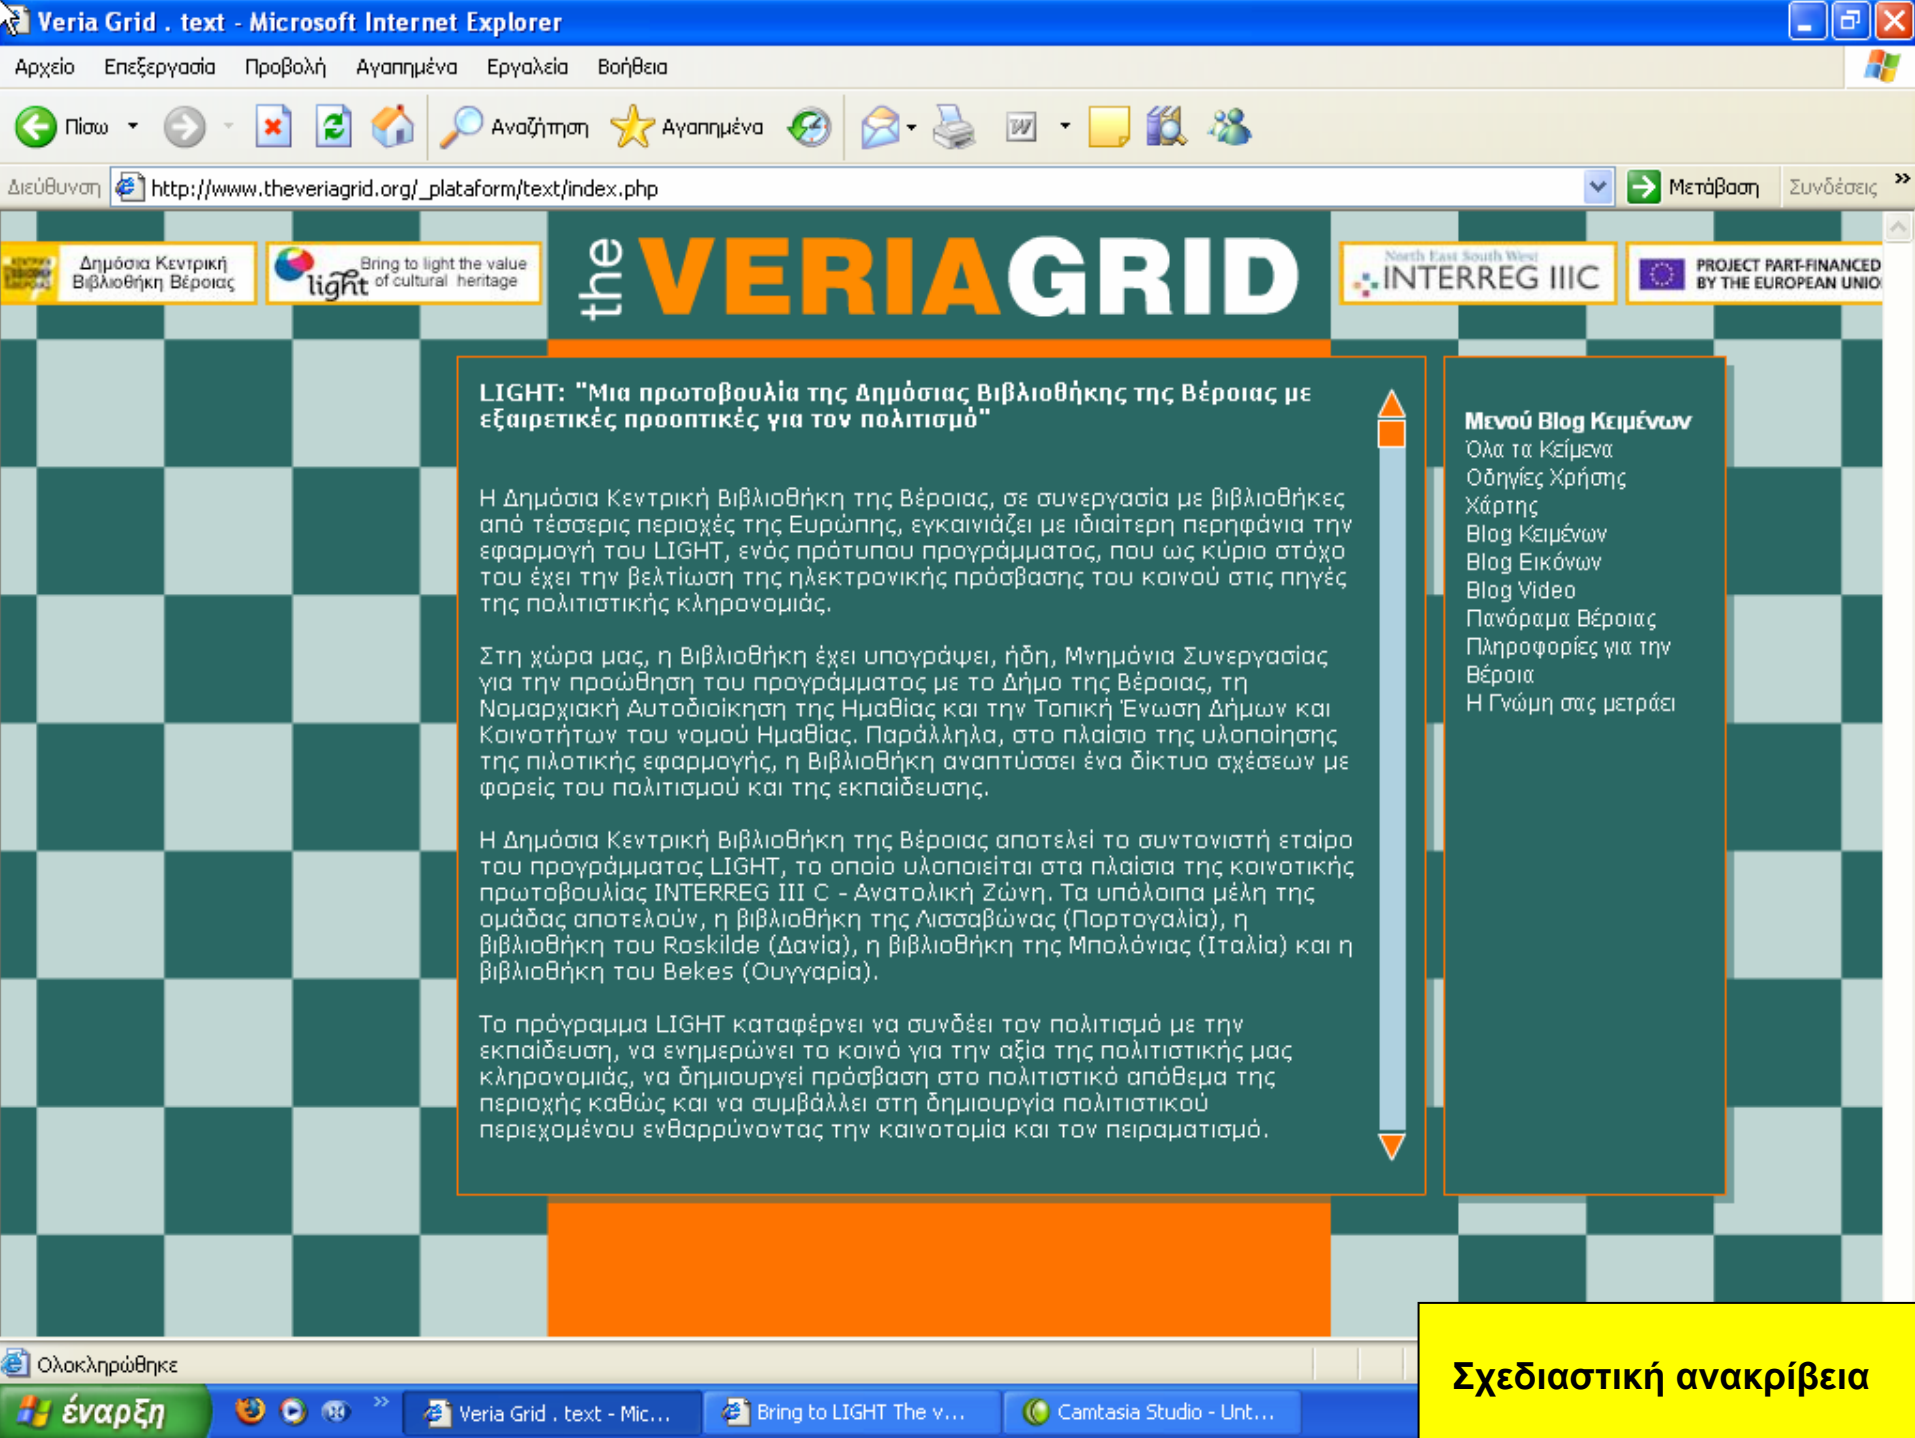 Veria Grid . text - Microsoft Internet Explorer
Αρχείο Επεξεργασία Προβολή Αγαπημένα Εργαλεία Βοήθεια
Πίσω Αναζήτηση Αγαπημένα
Διεύθυνση http://www.theveriagrid.org/_plataform/text/index.php Μετάβαση Συνδέσεις »
Δημόσια Κεντρική
Βιβλιοθήκη Βέροιας
light Bring to light the value
of cultural heritage
the VERIAGRID
North East South West
INTERREG IIIC
PROJECT PART-FINANCED
BY THE EUROPEAN UNIO
LIGHT: "Μια πρωτοβουλία της Δημόσιας Βιβλιοθήκης της Βέροιας με
εξαιρετικές προοπτικές για τον πολιτισμό"
Η Δημόσια Κεντρική Βιβλιοθήκη της Βέροιας, σε συνεργασία με βιβλιοθήκες
από τέσσερις περιοχές της Ευρώπης, εγκαινιάζει με ιδιαίτερη περηφάνια την
εφαρμογή του LIGHT, ενός πρότυπου προγράμματος, που ως κύριο στόχο
του έχει την βελτίωση της ηλεκτρονικής πρόσβασης του κοινού στις πηγές
της πολιτιστικής κληρονομιάς.
Στη χώρα μας, η Βιβλιοθήκη έχει υπογράψει, ήδη, Μνημόνια Συνεργασίας
για την προώθηση του προγράμματος με το Δήμο της Βέροιας, τη
Νομαρχιακή Αυτοδιοίκηση της Ημαθίας και την Τοπική Ένωση Δήμων και
Κοινοτήτων του νομού Ημαθίας. Παράλληλα, στο πλαίσιο της υλοποίησης
της πιλοτικής εφαρμογής, η Βιβλιοθήκη αναπτύσσει ένα δίκτυο σχέσεων με
φορείς του πολιτισμού και της εκπαίδευσης.
Η Δημόσια Κεντρική Βιβλιοθήκη της Βέροιας αποτελεί το συντονιστή εταίρο
του προγράμματος LIGHT, το οποίο υλοποιείται στα πλαίσια της κοινοτικής
πρωτοβουλίας INTERREG III C - Ανατολική Ζώνη. Τα υπόλοιπα μέλη της
ομάδας αποτελούν, η βιβλιοθήκη της Λισσαβώνας (Πορτογαλία), η
βιβλιοθήκη του Roskilde (Δανία), η βιβλιοθήκη της Μπολόνιας (Ιταλία) και η
βιβλιοθήκη του Bekes (Ουγγαρία).
Το πρόγραμμα LIGHT καταφέρνει να συνδέει τον πολιτισμό με την
εκπαίδευση, να ενημερώνει το κοινό για την αξία της πολιτιστικής μας
κληρονομιάς, να δημιουργεί πρόσβαση στο πολιτιστικό απόθεμα της
περιοχής καθώς και να συμβάλλει στη δημιουργία πολιτιστικού
περιεχομένου ενθαρρύνοντας την καινοτομία και τον πειραματισμό.
Μενού Blog Κειμένων
Όλα τα Κείμενα
Οδηγίες Χρήσης
Χάρτης
Blog Κειμένων
Blog Εικόνων
Blog Video
Πανόραμα Βέροιας
Πληροφορίες για την
Βέροια
Η Γνώμη σας μετράει
Ολοκληρώθηκε
Σχεδιαστική ανακρίβεια
έναρξη » Veria Grid . text - Mic... Bring to LIGHT The v... Camtasia Studio - Unt...